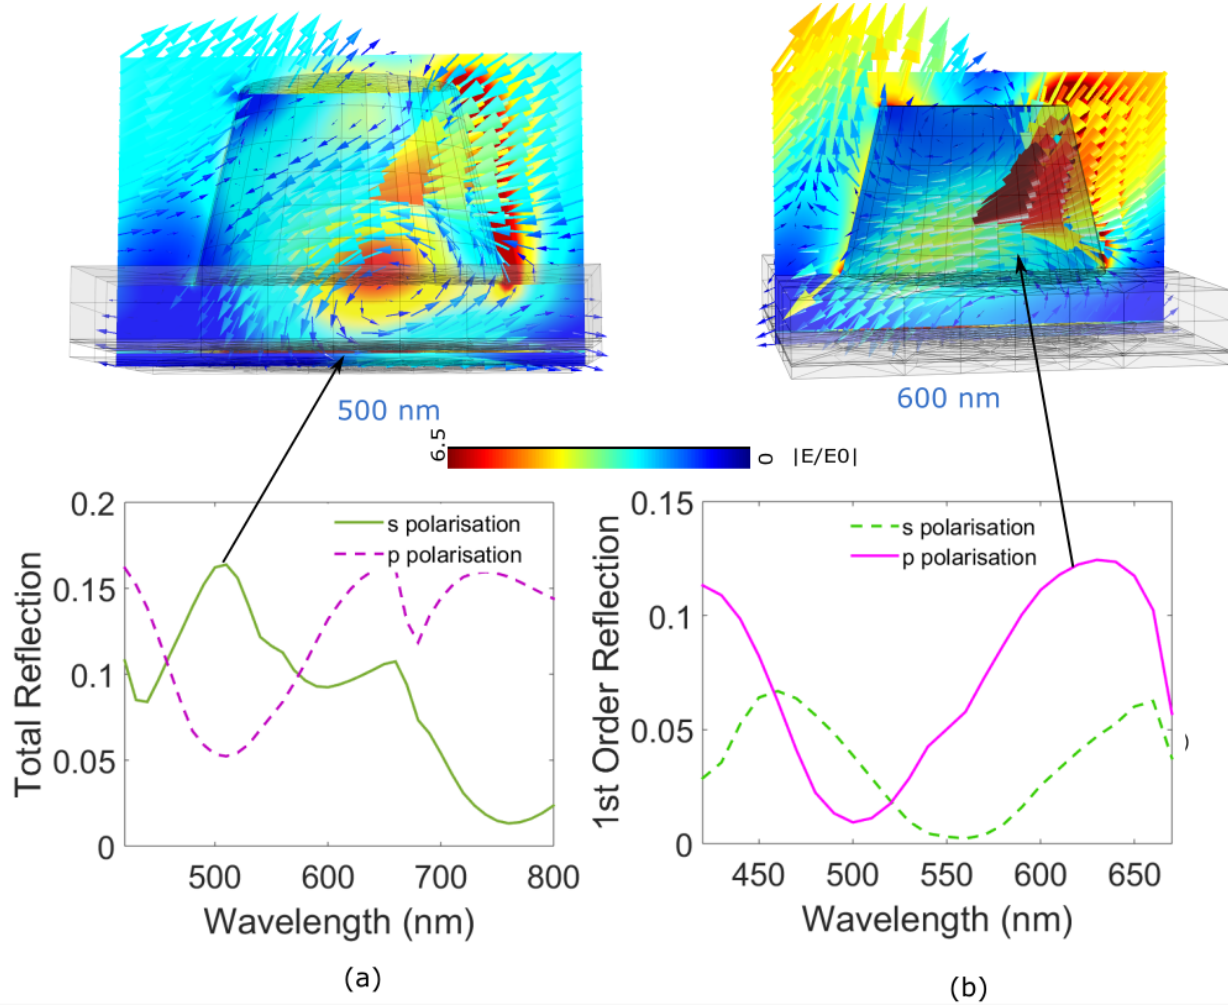 500 nm
600 nm
6.5
0
|E/E0|
0.2
0.15
0.1
0.05
0
Total Reflection
s polarisation
p polarisation
500
600
700
800
Wavelength (nm)
(a)
0.15
0.1
0.05
0
1st Order Reflection
s polarisation
p polarisation
)
450
500
550
600
650
Wavelength (nm)
(b)